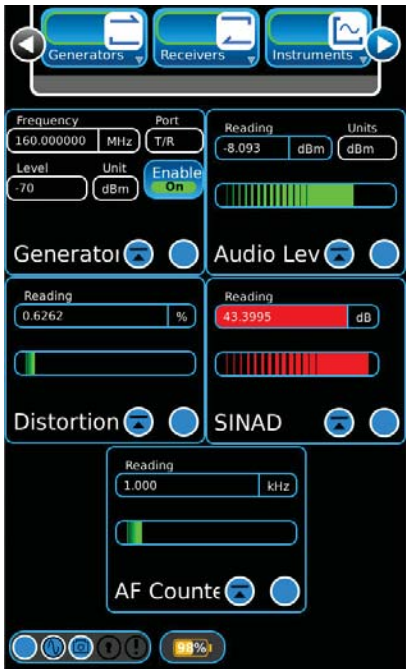 Generators Receivers Instruments
Frequency Port
160.000000 MHz T/R
Level Unit Enable
-70 dBm On
Generator
Reading Units
-8.093 dBm dBm
Audio Lev
Reading
0.6262 %
Distortion
Reading
43.3995 dB
SINAD
Reading
1.000 kHz
AF Counte
98%